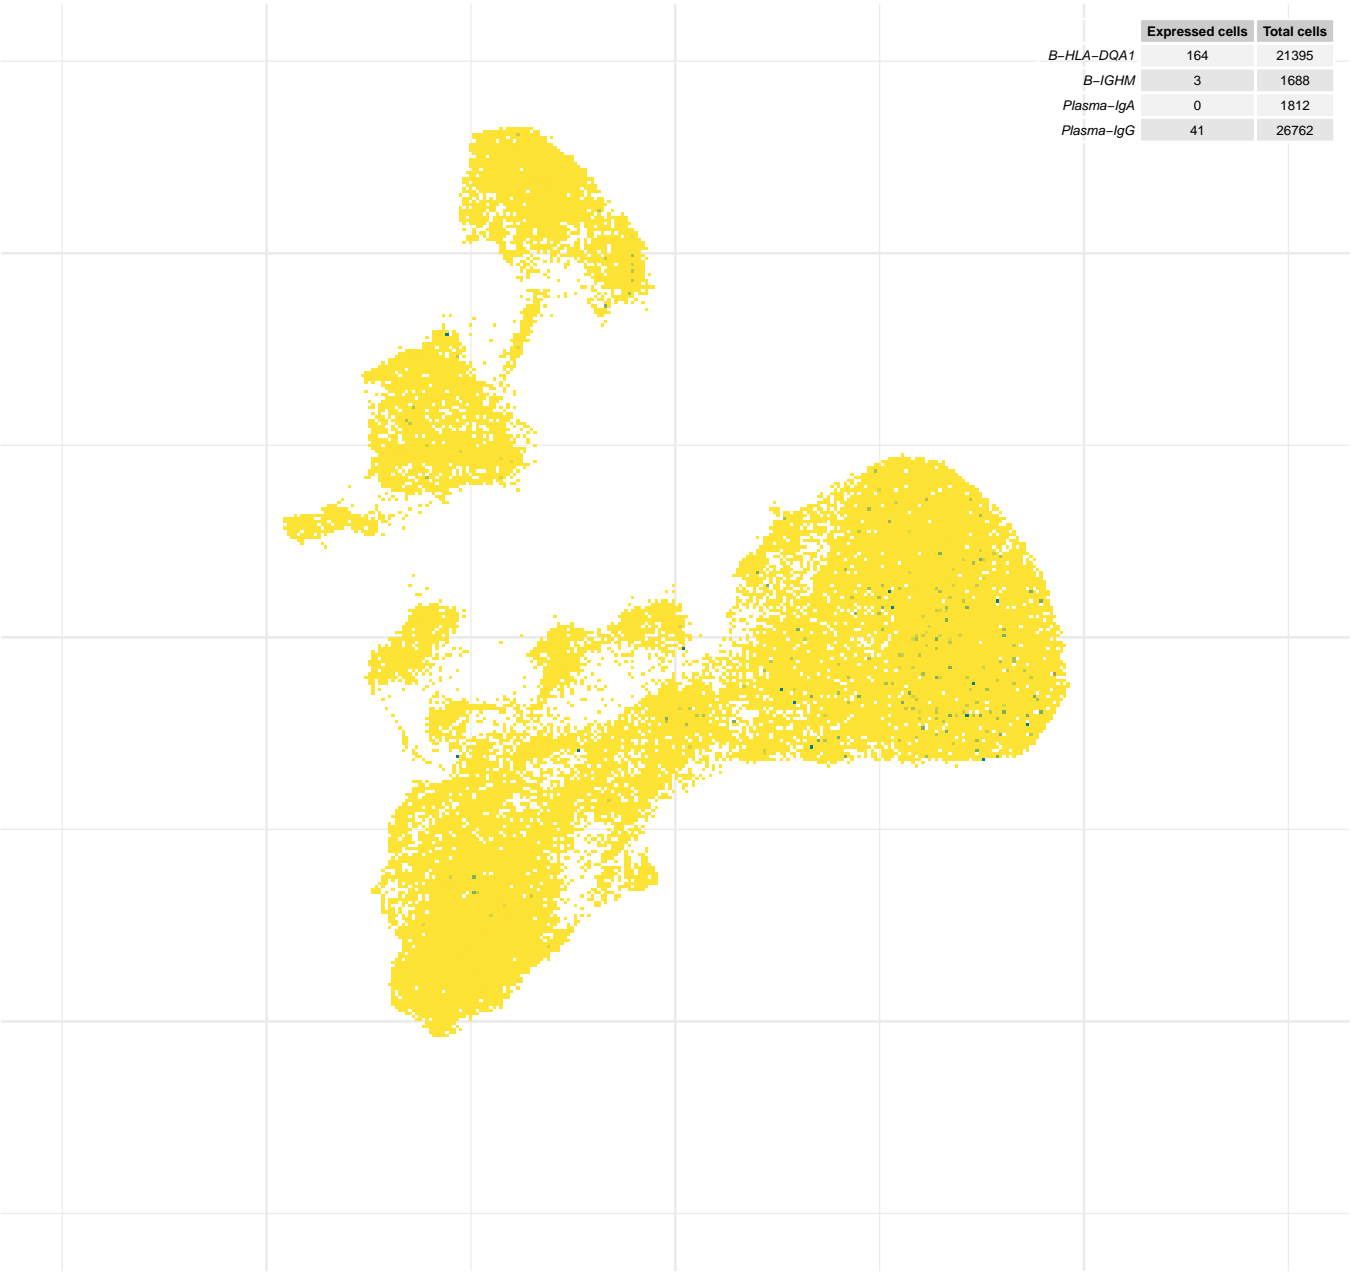 Expressed cells Total cells
B−HLA−DQA1 164 21395
B−IGHM 3 1688
Plasma−IgA 0 1812
Plasma−IgG 41 26762